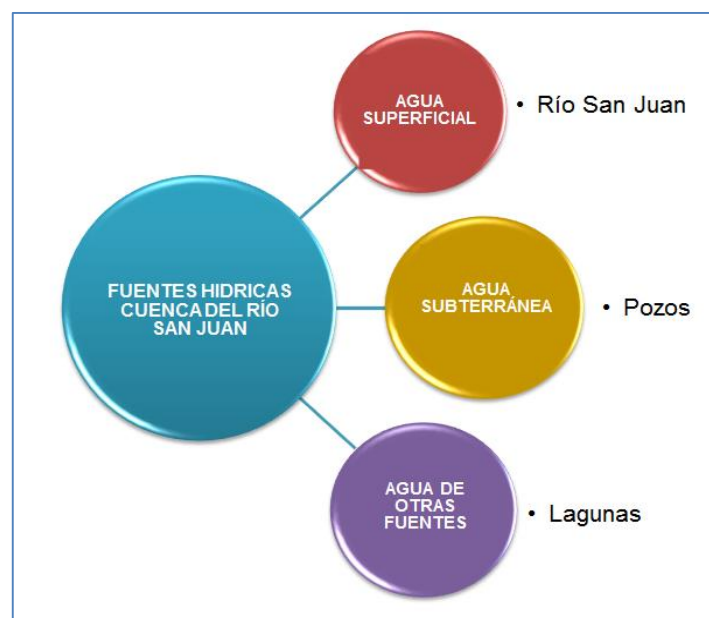 AGUA
SUPERFICIAL
• Río San Juan
FUENTES HIDRICAS
CUENCA DEL RÍO
SAN JUAN
AGUA
SUBTERRÁNEA
• Pozos
AGUA DE
OTRAS
FUENTES
• Lagunas